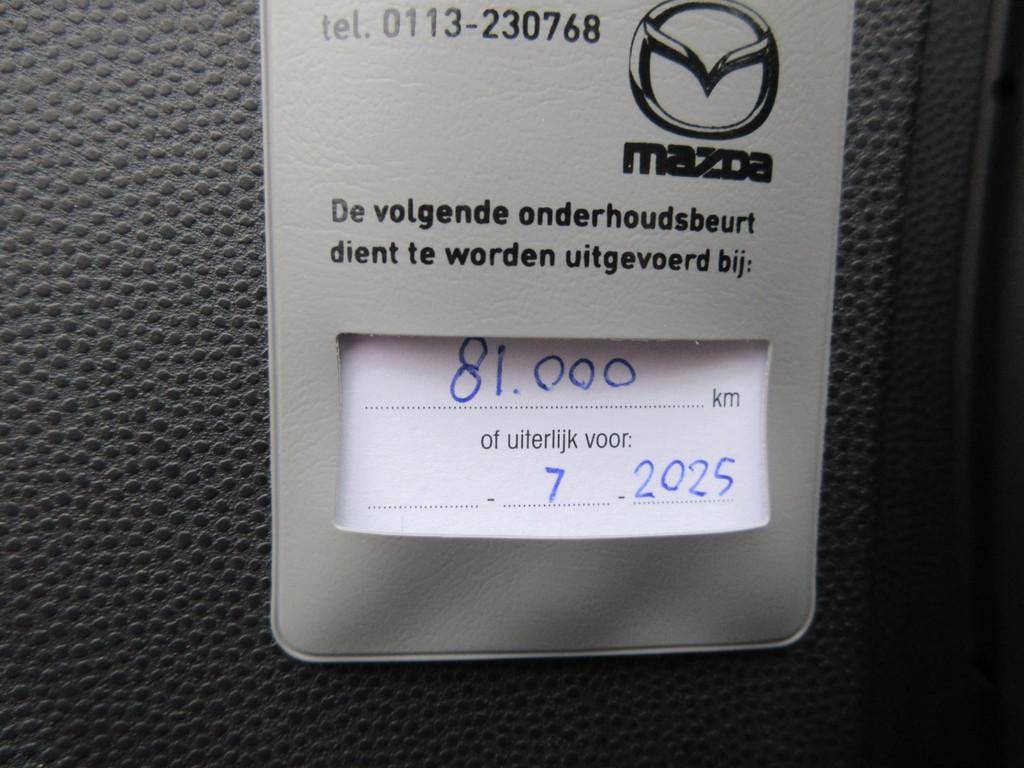 tel. 0113-230768
mazda
De volgende onderhoudsbeurt
dient te worden uitgevoerd bij:
81.000 km
of uiterlijk voor:
- 7 - 2025